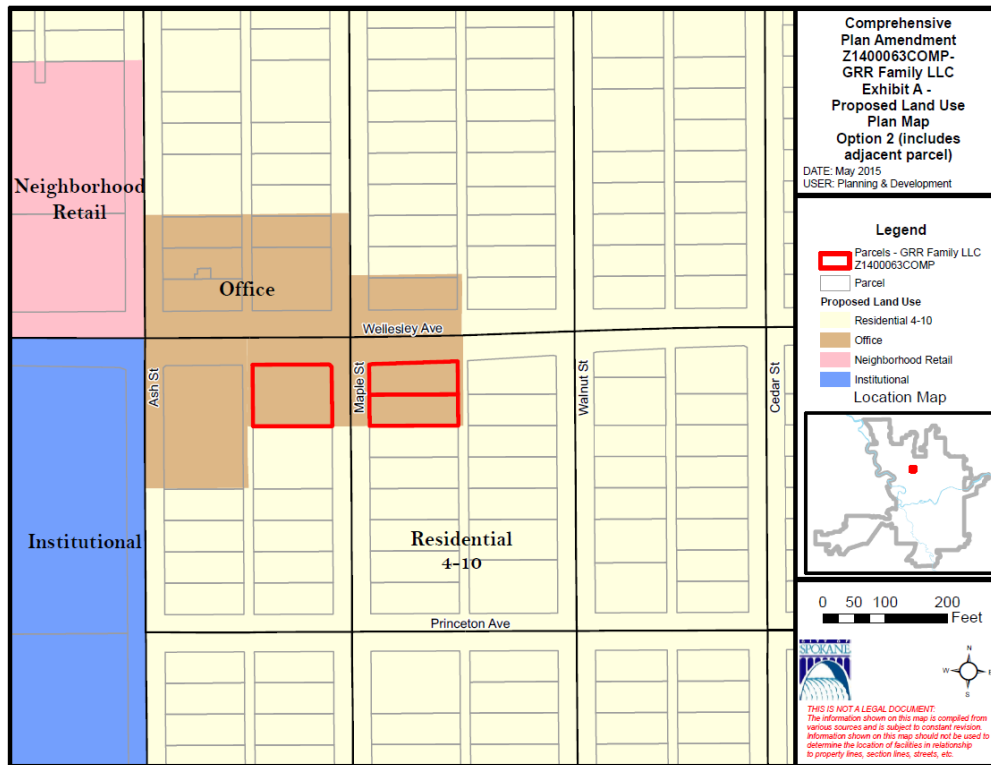 Comprehensive
Plan Amendment
Z1400063COMP-
GRR Family LLC
Exhibit A -
Proposed Land Use
Plan Map
Option 2 (includes
adjacent parcel)
DATE: May 2015
USER: Planning & Development
Legend
Parcels - GRR Family LLC
Z1400063COMP
Parcel
Proposed Land Use
Residential 4-10
Office
Neighborhood Retail
Institutional
Location Map
0 50 100 200
Feet
SPOKANE
N
W
E
S
THIS IS NOT A LEGAL DOCUMENT:
The information shown on this map is compiled from
various sources and is subject to constant revision.
Information shown on this map should not be used to
determine the location of facilities in relationship
to property lines, section lines, streets, etc.
Neighborhood
Retail
Office
Wellesley Ave
Ash St
Maple St
Walnut St
Cedar St
Institutional
Residential
4-10
Princeton Ave